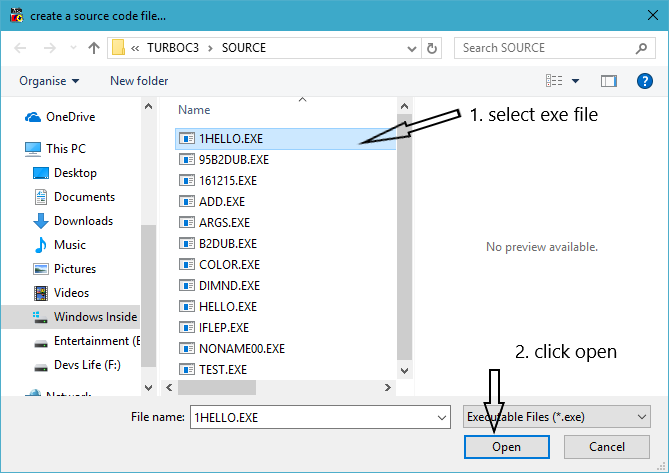 create a source code file...
« TURBOC3 > SOURCE
Search SOURCE
Organise
New folder
?
OneDrive
This PC
Desktop
Documents
Downloads
Music
Pictures
Videos
Windows Inside
Entertainment (E
Devs Life (F:)
Name
1HELLO.EXE
95B2DUB.EXE
161215.EXE
ADD.EXE
ARGS.EXE
B2DUB.EXE
COLOR.EXE
DIMND.EXE
HELLO.EXE
IFLEP.EXE
NONAME00.EXE
TEST.EXE
1. select exe file
No preview available.
2. click open
File name:
1HELLO.EXE
Executable Files (*.exe)
Open
Cancel